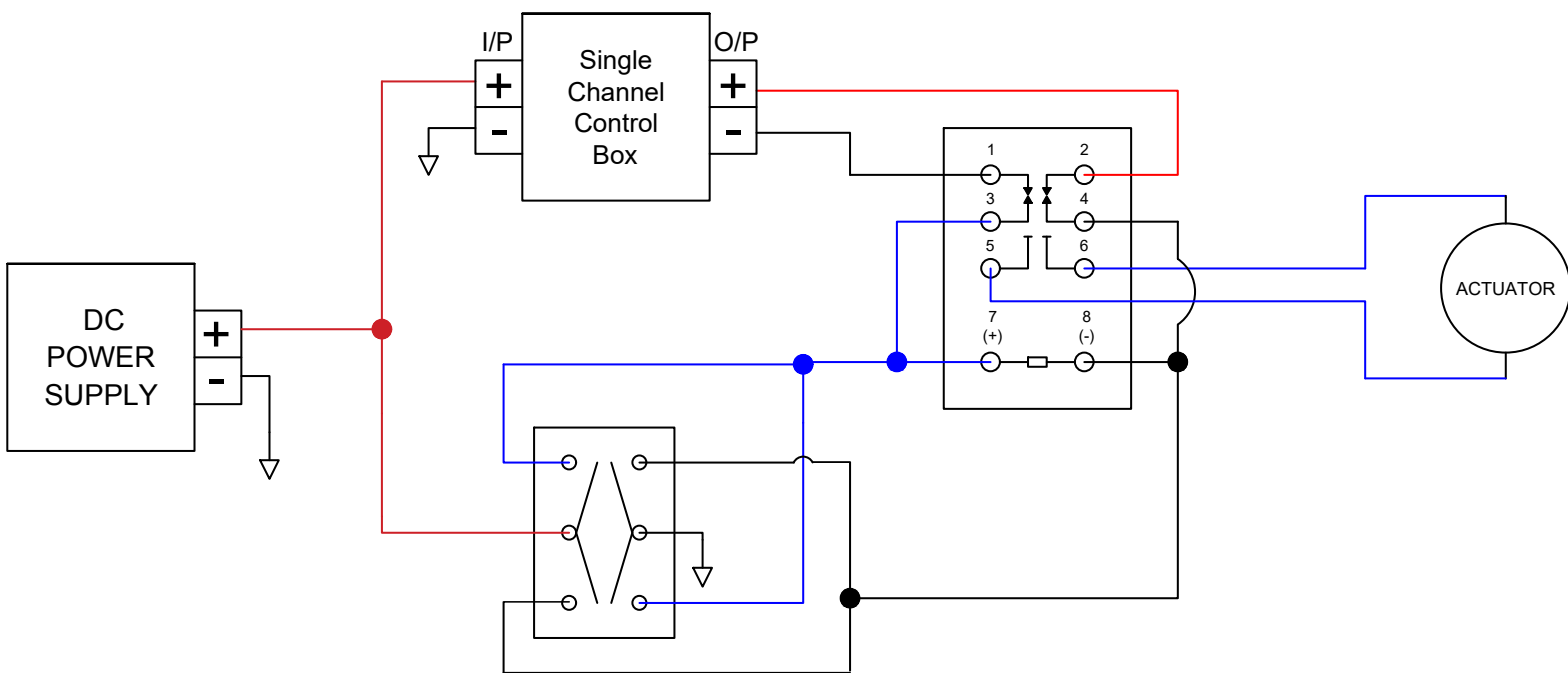 I/P
O/P
+
-
Single
Channel
Control
Box
+
-
DC
POWER
SUPPLY
+
-
1
2
3
4
5
6
7
(+)
8
(-)
ACTUATOR